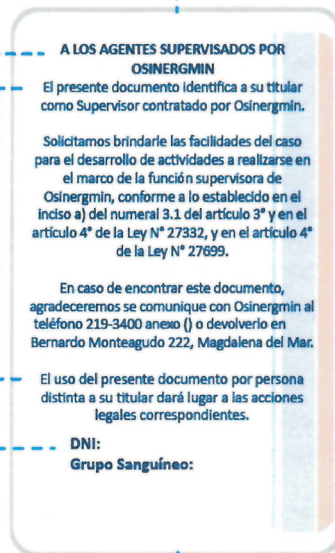 A LOS AGENTES SUPERVISADOS POR
OSINERGMIN
El presente documento identifica a su titular
como Supervisor contratado por Osinergmin.
Solicitamos brindarle las facilidades del caso
para el desarrollo de actividades a realizarse en
el marco de la función supervisora de
Osinergmin, conforme a lo establecido en el
inciso a) del numeral 3.1 del artículo 3° y en el
artículo 4° de la Ley N° 27332, y en el artículo 4°
de la Ley N° 27699.
En caso de encontrar este documento,
agradeceremos se comunique con Osinergmin al
teléfono 219-3400 anexo () o devolverlo en
Bernardo Monteagudo 222, Magdalena del Mar.
El uso del presente documento por persona
distinta a su titular dará lugar a las acciones
legales correspondientes.
DNI:
Grupo Sanguíneo: